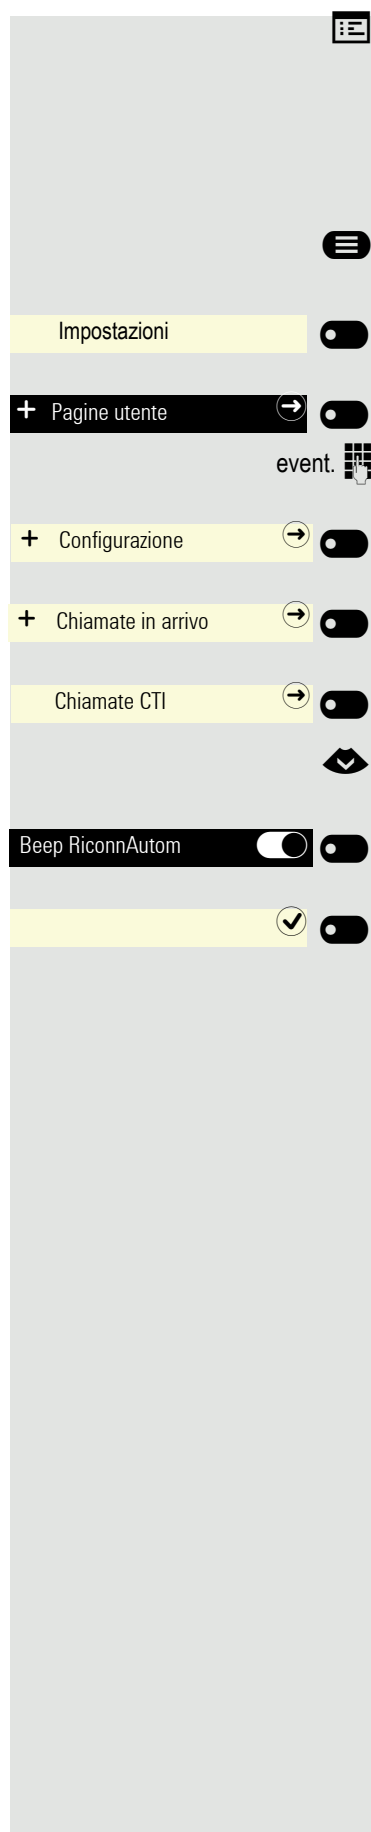 Impostazioni
+ Pagine utente
event.
+ Configurazione
+ Chiamate in arrivo
Chiamate CTI
Beep RiconnAutom